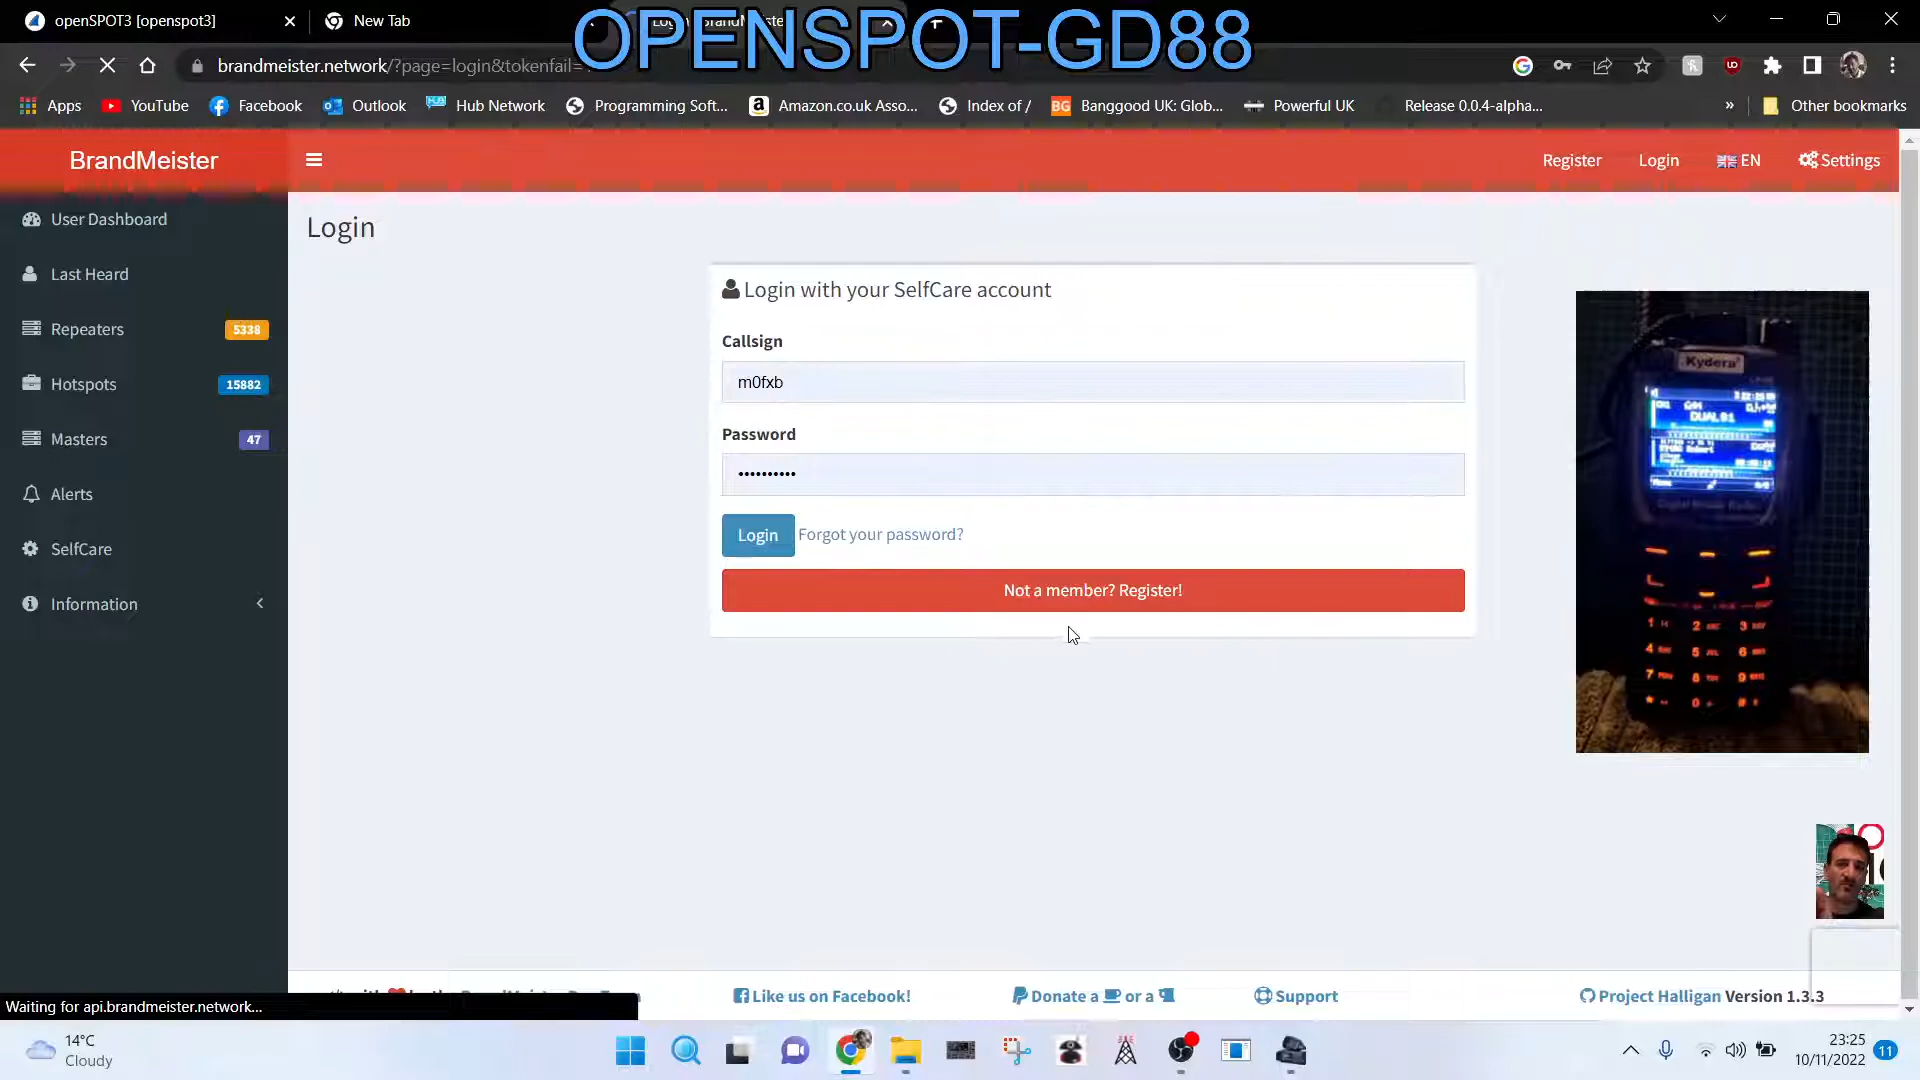 openSPOT3 [openspot3]
New Tab
OPENSPOT-GD88
brandmeister.network/?page=login&tokenfail=
Apps
YouTube
Facebook
Outlook
Hub Network
Programming Soft...
Amazon.co.uk Asso...
Index of /
Banggood UK: Glob...
Powerful UK
Release 0.0.4-alpha...
»
Other bookmarks
BrandMeister
Register
Login
EN
Settings
User Dashboard
Last Heard
Repeaters
5338
Hotspots
15882
Masters
47
Alerts
SelfCare
Information
Login
Login with your SelfCare account
Callsign
m0fxb
Password
••••••••••
Login
Forgot your password?
Not a member? Register!
Kydera
DUAL01
Like us on Facebook!
Donate a or a
Support
Project Halligan Version 1.3.3
Waiting for api.brandmeister.network...
14°C
Cloudy
23:25
10/11/2022
11